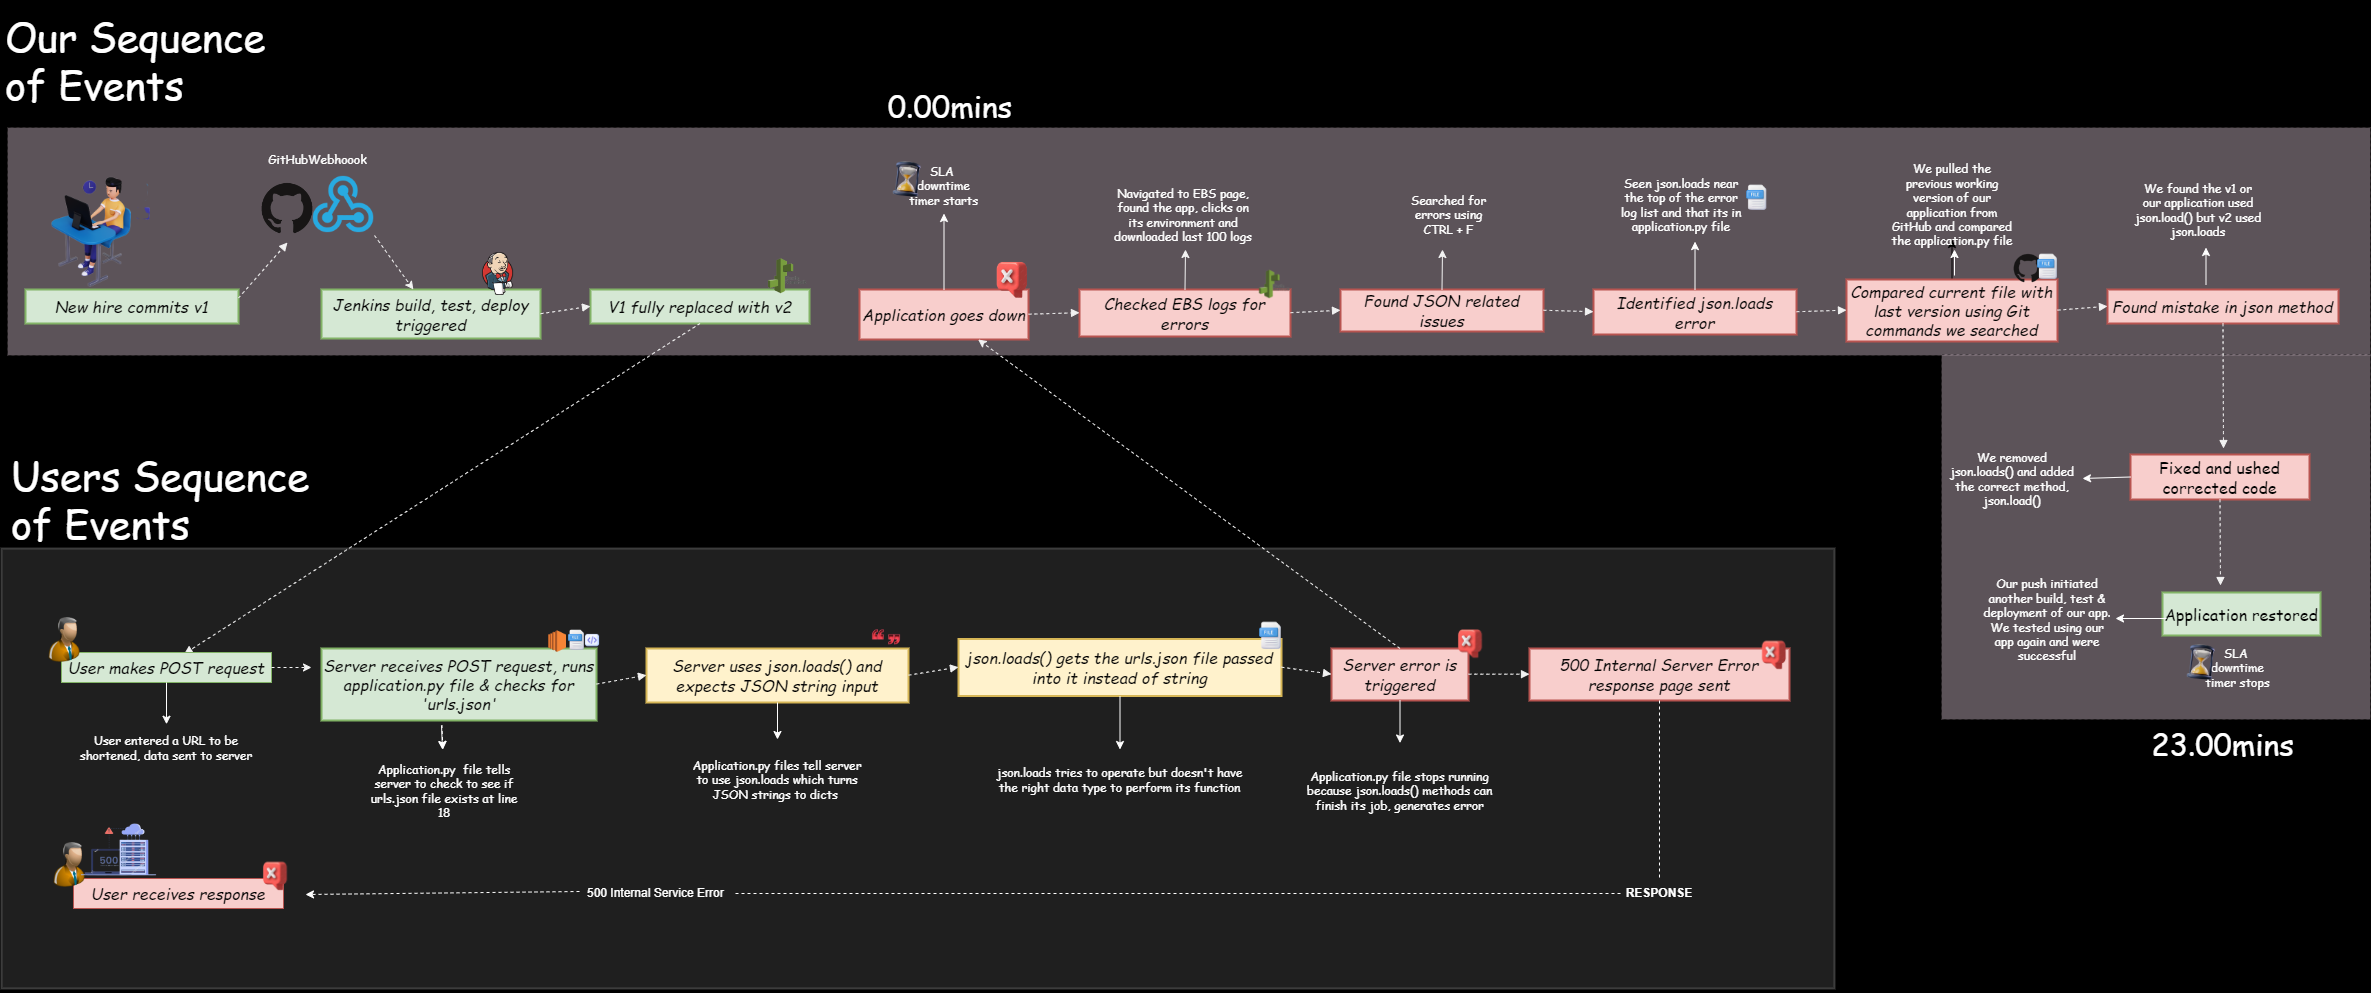 Our Sequence
of Events
0.00mins
GitHubWebhoook
New hire commits v1
Jenkins build, test, deploy
triggered
V1 fully replaced with v2
SLA
downtime
timer starts
Application goes down
Navigated to EBS page,
found the app, clicks on
its environment and
downloaded last 100 logs
Checked EBS logs for
errors
Searched for
errors using
CTRL + F
Found JSON related
issues
Seen json.loads near
the top of the error
log list and that its in
application.py file
FILE
Identified json.loads
error
We pulled the
previous working
version of our
application from
GitHub and compared
the application.py file
FILE
Compared current file with
last version using Git
commands we searched
We found the v1 or
our application used
json.load() but v2 used
json.loads
Found mistake in json method
We removed
json.loads() and added
the correct method,
json.load()
Fixed and ushed
corrected code
Our push initiated
another build, test &
deployment of our app.
We tested using our
app again and were
successful
Application restored
SLA
downtime
timer stops
23.00mins
Users Sequence
of Events
User makes POST request
User entered a URL to be
shortened, data sent to server
FILE
Server receives POST request, runs
application.py file & checks for
'urls.json'
Application.py file tells
server to check to see if
urls.json file exists at line
18
Server uses json.loads() and
expects JSON string input
Application.py files tell server
to use json.loads which turns
JSON strings to dicts
FILE
json.loads() gets the urls.json file passed
into it instead of string
json.loads tries to operate but doesn't have
the right data type to perform its function
Server error is
triggered
Application.py file stops running
because json.loads() methods can
finish its job, generates error
500 Internal Server Error
response page sent
500
User receives response
500 Internal Service Error
RESPONSE